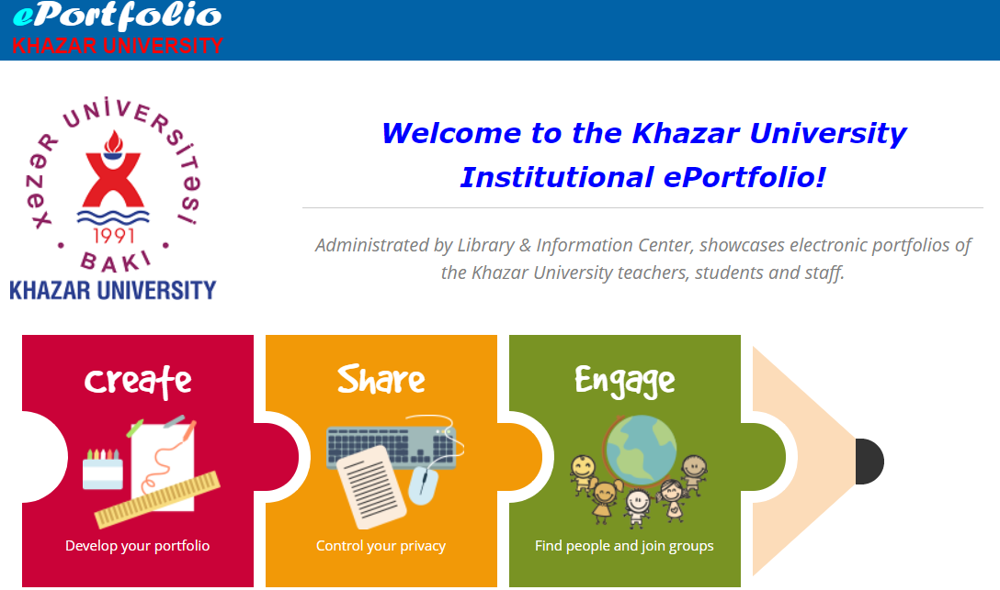 ePortfolio
KHAZAR UNIVERSITY
XƏZƏR UNİVERSİTƏSİ
1991
• BAKI •
KHAZAR UNIVERSITY
Welcome to the Khazar University
Institutional ePortfolio!
Administrated by Library & Information Center, showcases electronic portfolios of
the Khazar University teachers, students and staff.
Create
Develop your portfolio
Share
Control your privacy
Engage
Find people and join groups